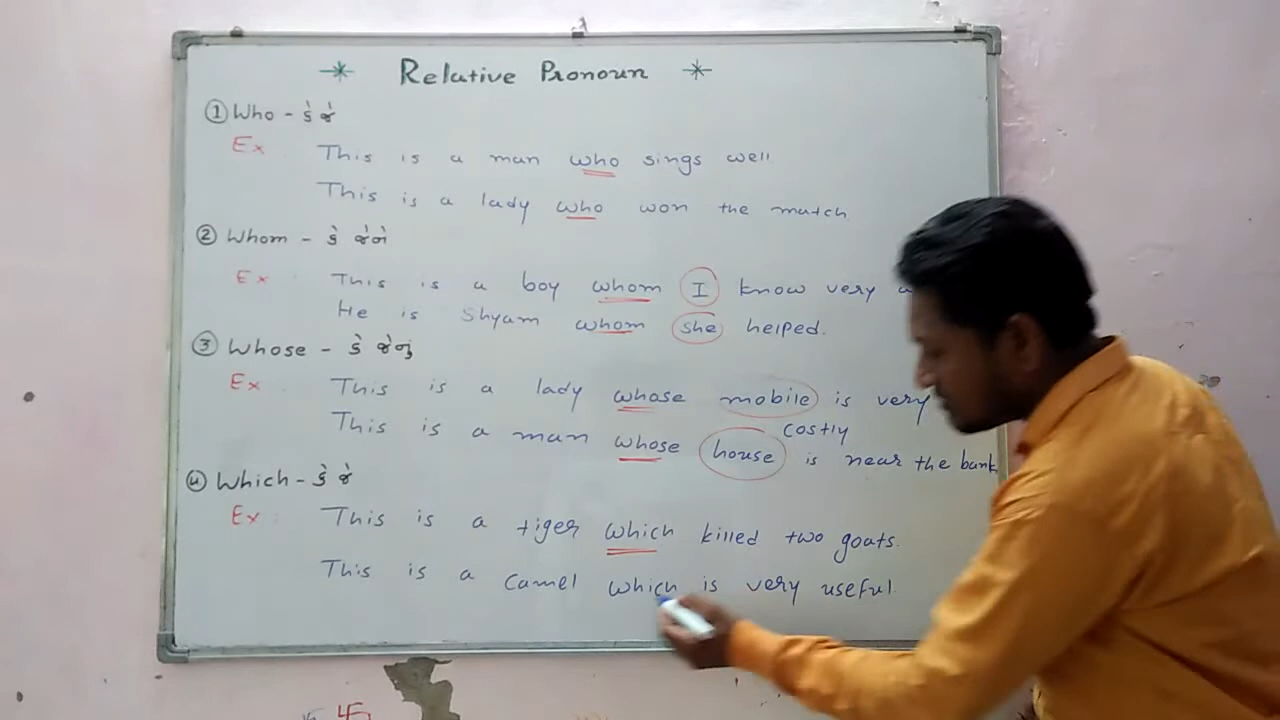 * Relative Pronoun *
① Who - કે જે
Ex This is a man who sings well
This is a lady who won the match
② Whom - કે જેને
Ex This is a boy whom I know very
He is Shyam whom she helped.
③ Whose - કે જેનું
Ex This is a lady whose mobile is very
costly
This is a man whose house is near the bank
④ Which - કે જે
Ex This is a tiger which killed two goats.
This is a camel which is very useful.
卐